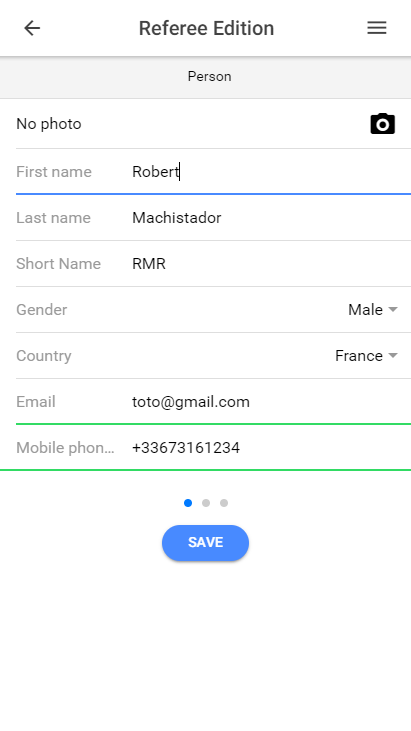 Referee Edition
Person
No photo
First name Robert
Last name Machistador
Short Name RMR
Gender Male
Country France
Email toto@gmail.com
Mobile phon... +33673161234
SAVE